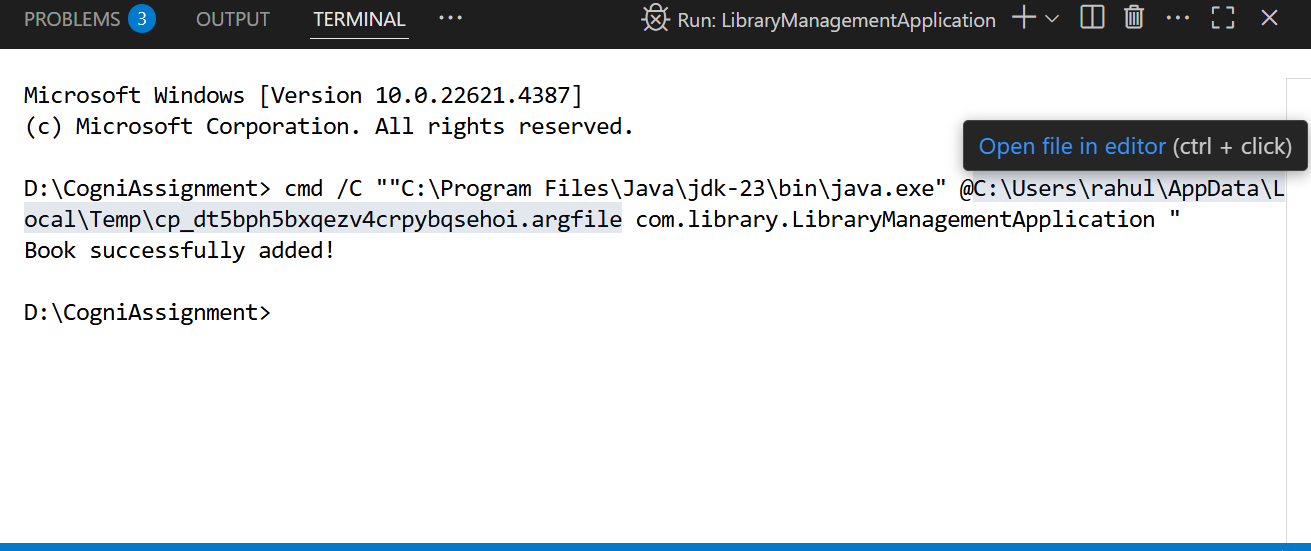 PROBLEMS 3 OUTPUT TERMINAL ··· Run: LibraryManagementApplication
Microsoft Windows [Version 10.0.22621.4387]
(c) Microsoft Corporation. All rights reserved.
Open file in editor (ctrl + click)
D:\CogniAssignment> cmd /C ""C:\Program Files\Java\jdk-23\bin\java.exe" @C:\Users\rahul\AppData\L
ocal\Temp\cp_dt5bph5bxqezv4crpybqsehoi.argfile com.library.LibraryManagementApplication "
Book successfully added!
D:\CogniAssignment>